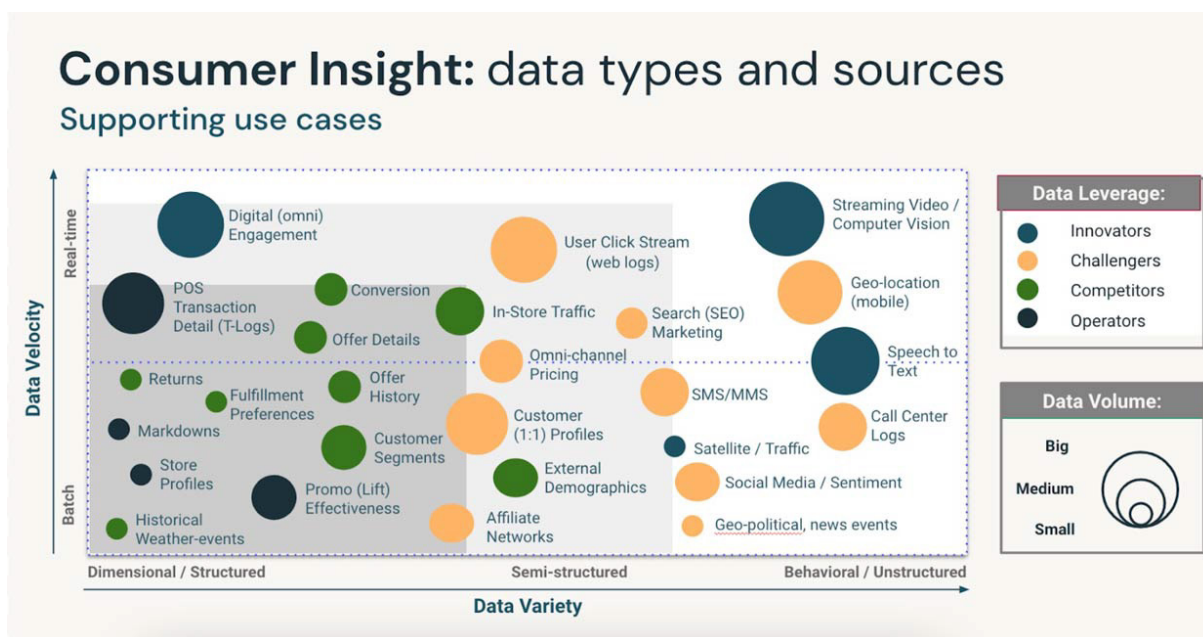 Consumer Insight: data types and sources
Supporting use cases
Data Velocity
Real-time
Batch
Digital (omni)
Engagement
POS
Transaction
Detail (T-Logs)
Conversion
Offer Details
User Click Stream
(web logs)
In-Store Traffic
Search (SEO)
Marketing
Omni-channel
Pricing
Streaming Video /
Computer Vision
Geo-location
(mobile)
Speech to
Text
Returns
Fulfillment
Preferences
Offer
History
Markdowns
Customer
Segments
Store
Profiles
Promo (Lift)
Effectiveness
Historical
Weather-events
SMS/MMS
Customer
(1:1) Profiles
Call Center
Logs
Satellite / Traffic
External
Demographics
Social Media / Sentiment
Affiliate
Networks
Geo-political, news events
Dimensional / Structured
Semi-structured
Behavioral / Unstructured
Data Variety
Data Leverage:
Innovators
Challengers
Competitors
Operators
Data Volume:
Big
Medium
Small